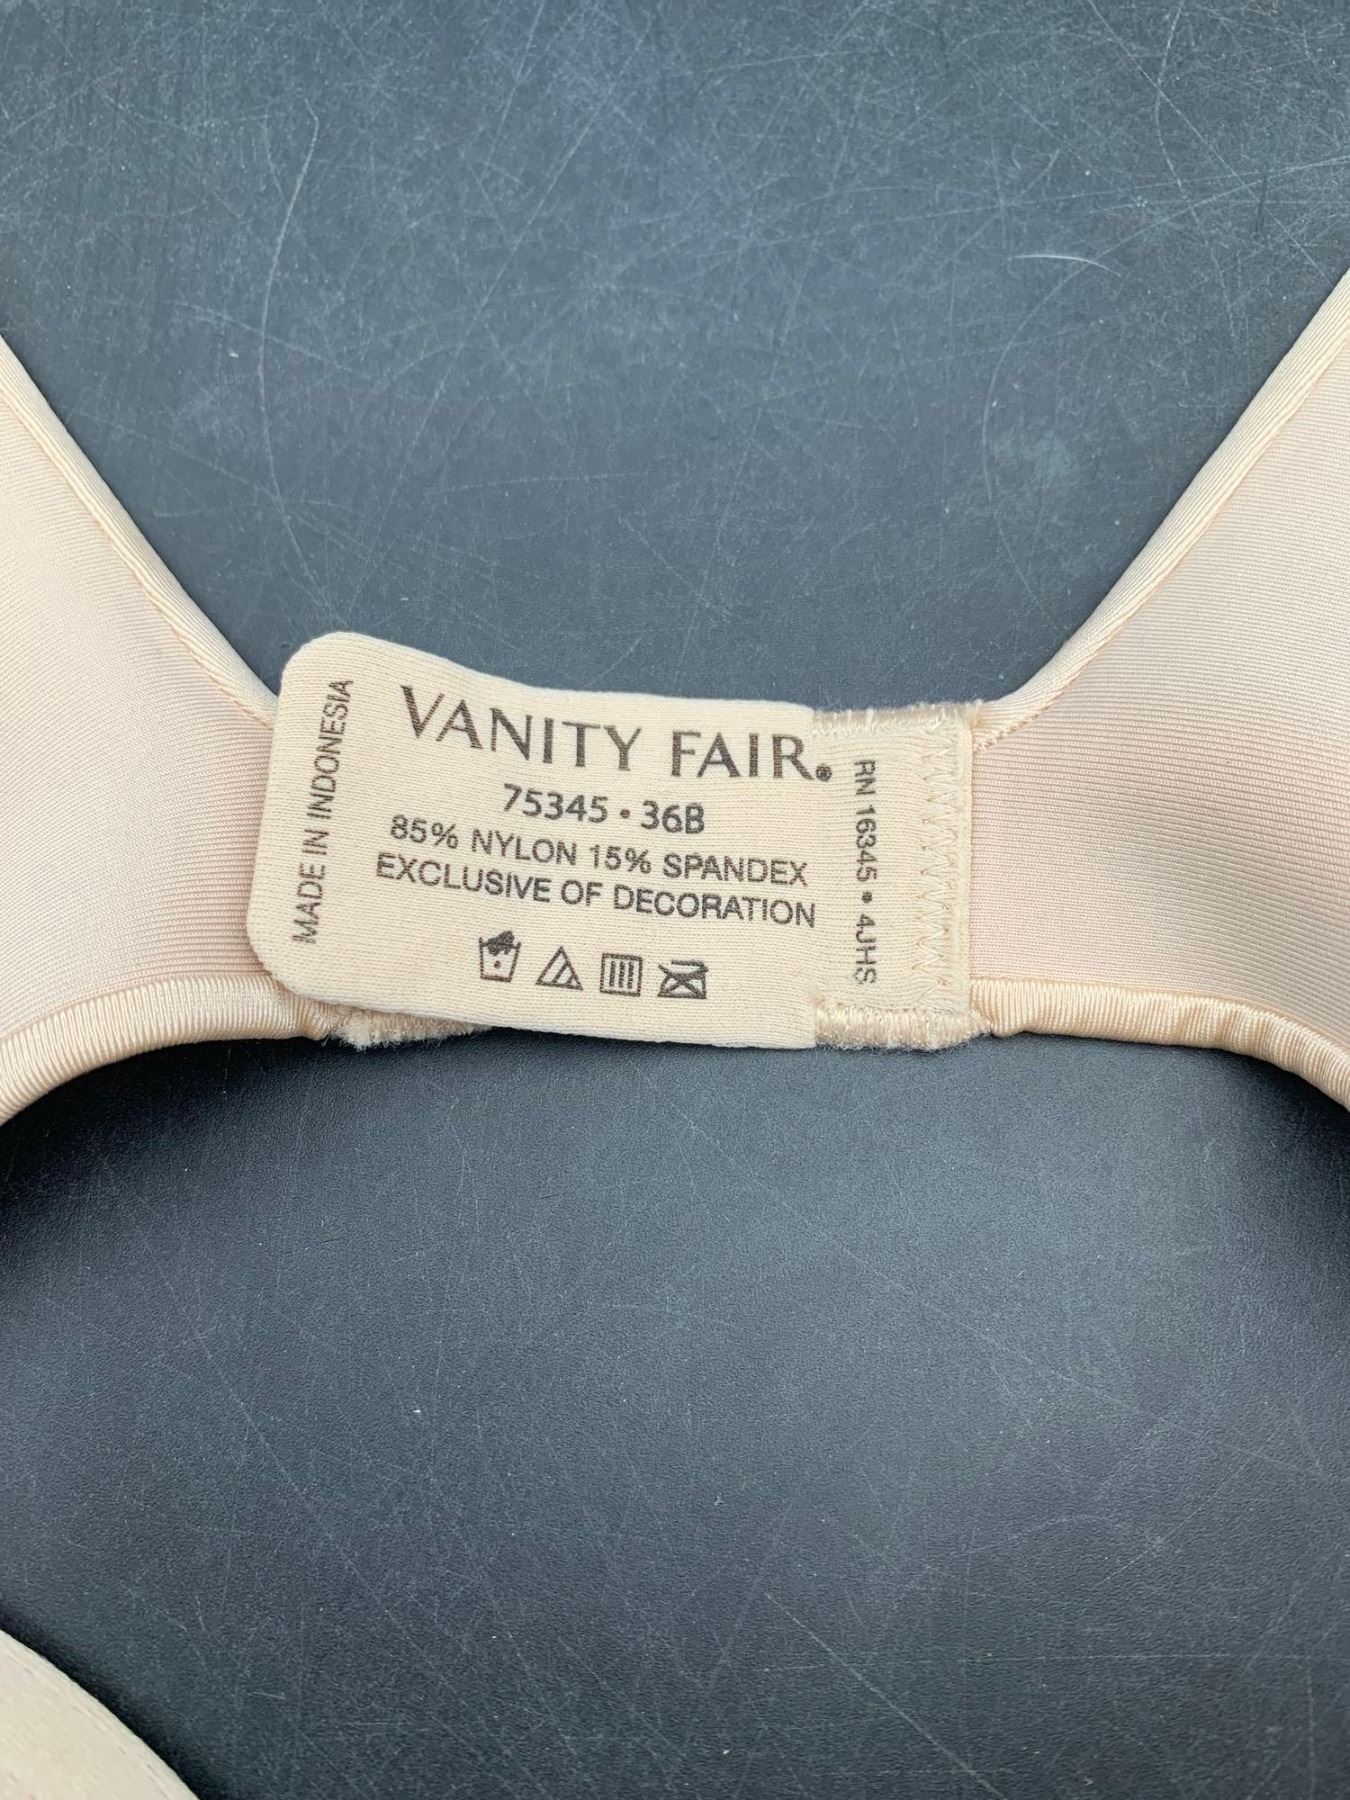 MADE IN INDONESIA
VANITY FAIR®
75345 • 36B
85% NYLON 15% SPANDEX
EXCLUSIVE OF DECORATION
RN 16345 • 4JHS